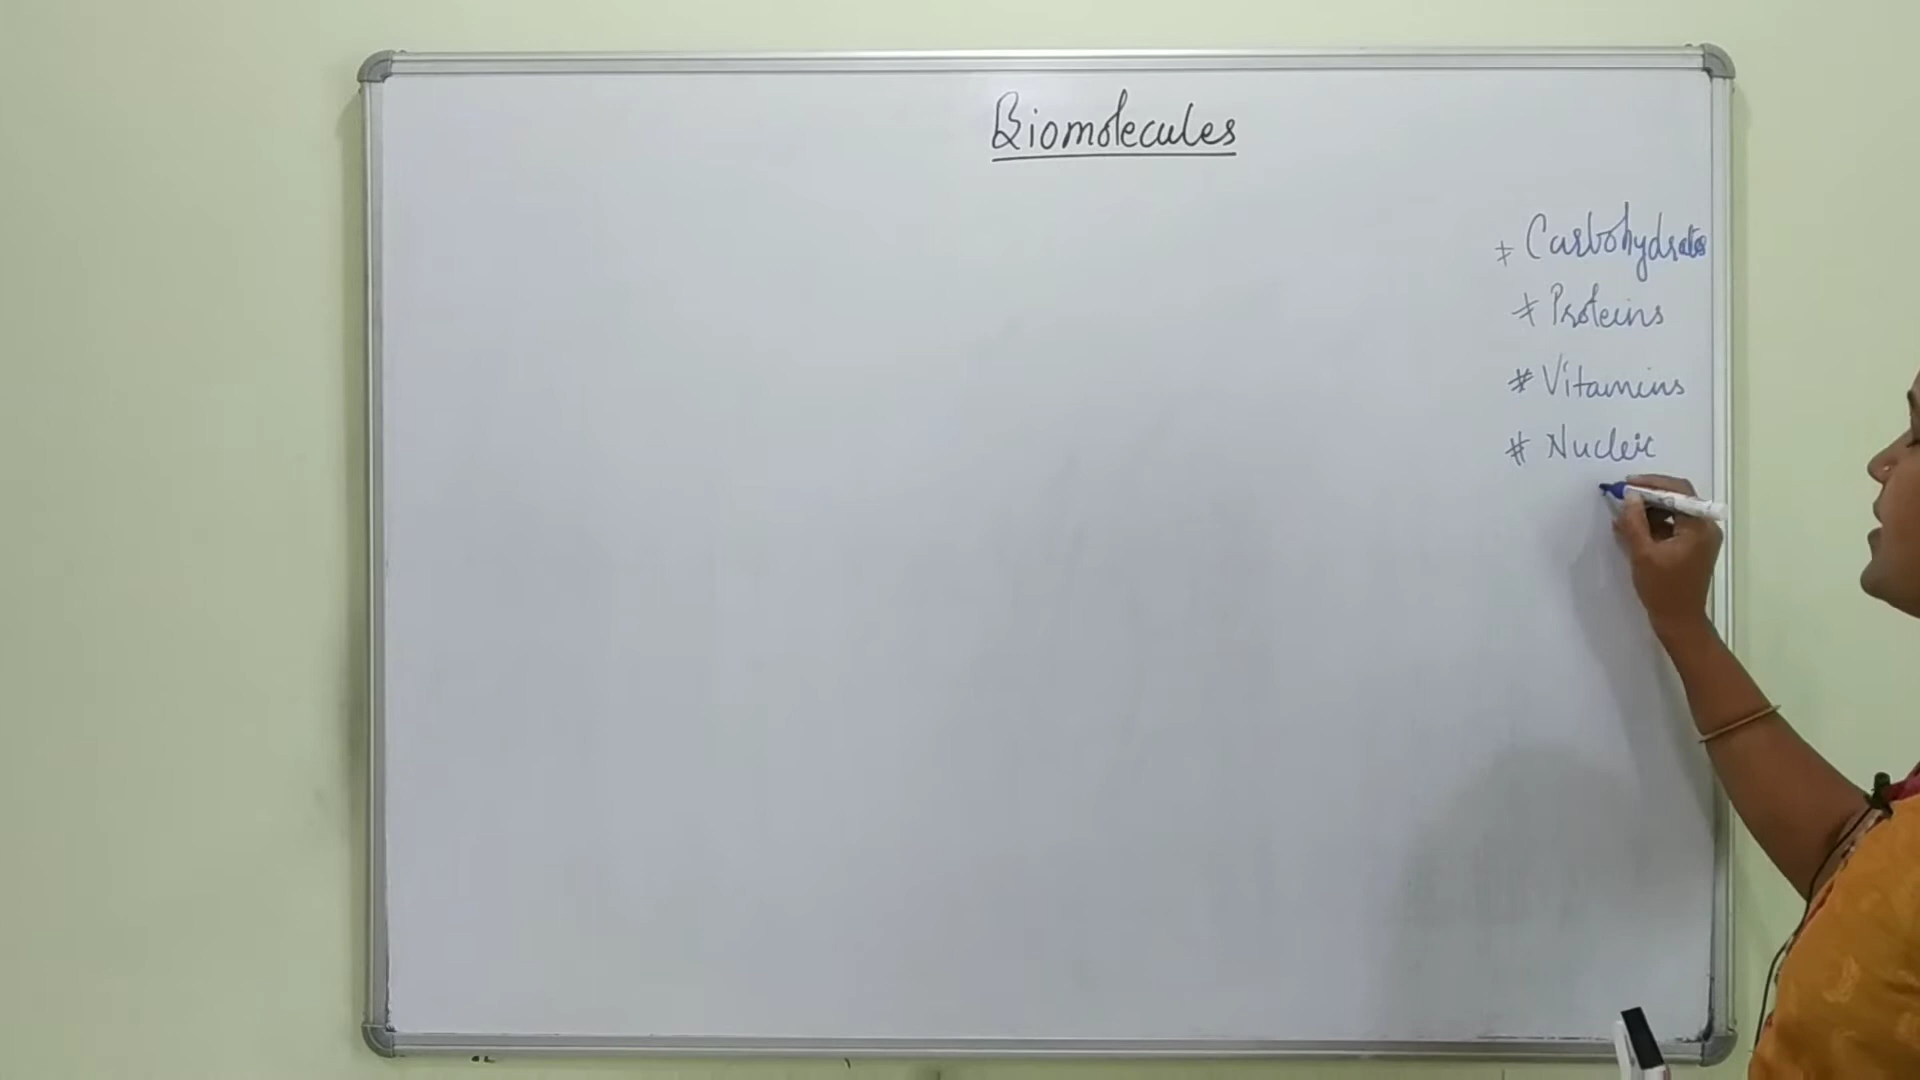 Biomolecules
* Carbohydrates
* Proteins
* Vitamins
* Nucleic